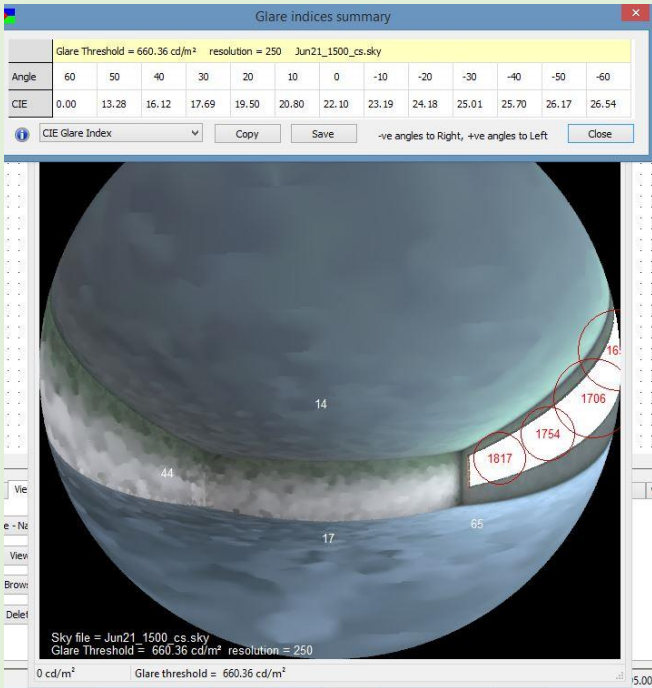 Glare indices summary
Glare Threshold = 660.36 cd/m² resolution = 250 Jun21_1500_cs.sky
Angle 60 50 40 30 20 10 0 -10 -20 -30 -40 -50 -60
CIE 0.00 13.28 16.12 17.69 19.50 20.80 22.10 23.19 24.18 25.01 25.70 26.17 26.54
CIE Glare Index Copy Save -ve angles to Right, +ve angles to Left Close
1706
14
1754
1817
44
65
17
View
Sky file = Jun21_1500_cs.sky
Glare Threshold = 660.36 cd/m² resolution = 250
0 cd/m² Glare threshold = 660.36 cd/m²